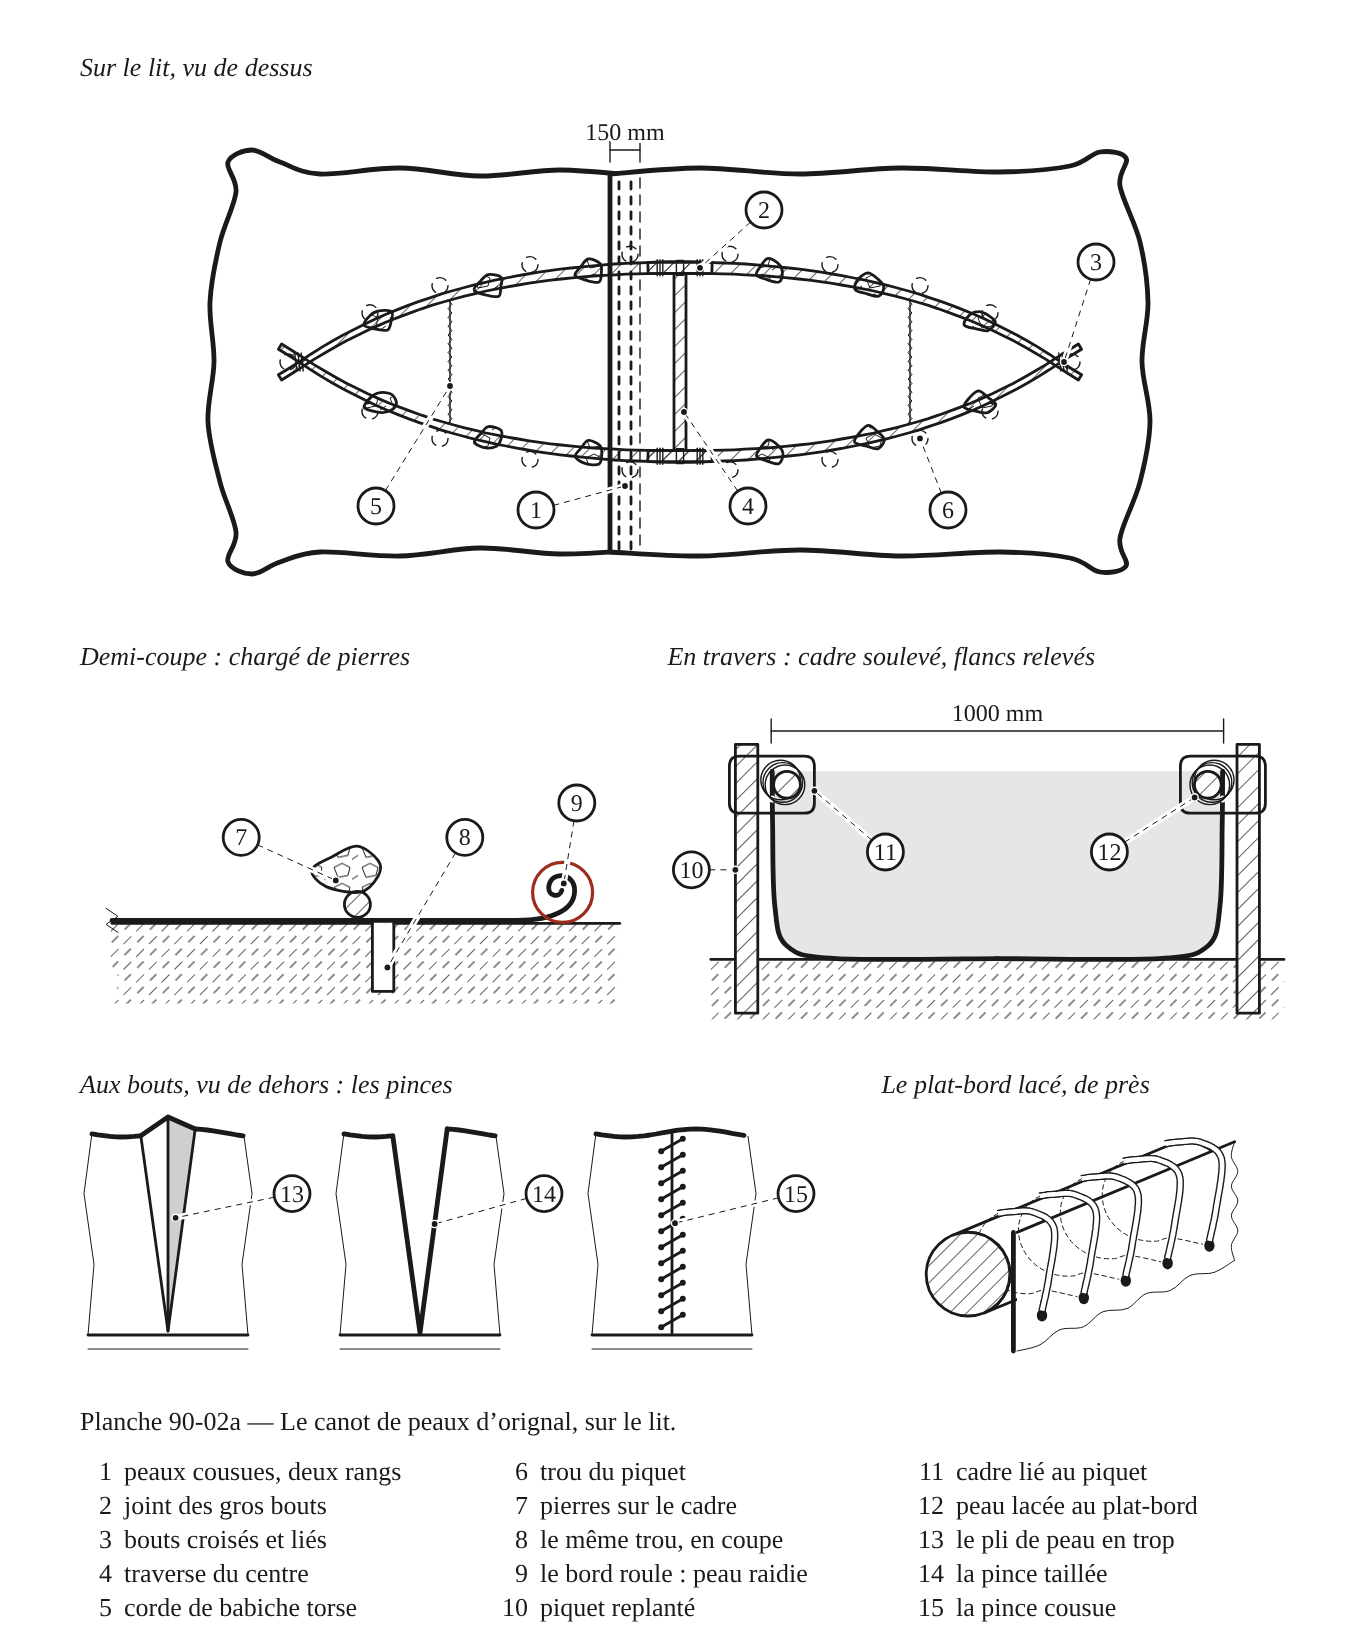 Sur le lit, vu de dessus
150 mm
2
3
5
1
4
6
Demi-coupe : chargé de pierres
En travers : cadre soulevé, flancs relevés
1000 mm
9
7
8
11
12
10
Aux bouts, vu de dehors : les pinces
Le plat-bord lacé, de près
13
14
15
Planche 90-02a — Le canot de peaux d’orignal, sur le lit.
1 peaux cousues, deux rangs
2 joint des gros bouts
3 bouts croisés et liés
4 traverse du centre
5 corde de babiche torse
6 trou du piquet
7 pierres sur le cadre
8 le même trou, en coupe
9 le bord roule : peau raidie
10 piquet replanté
11 cadre lié au piquet
12 peau lacée au plat-bord
13 le pli de peau en trop
14 la pince taillée
15 la pince cousue